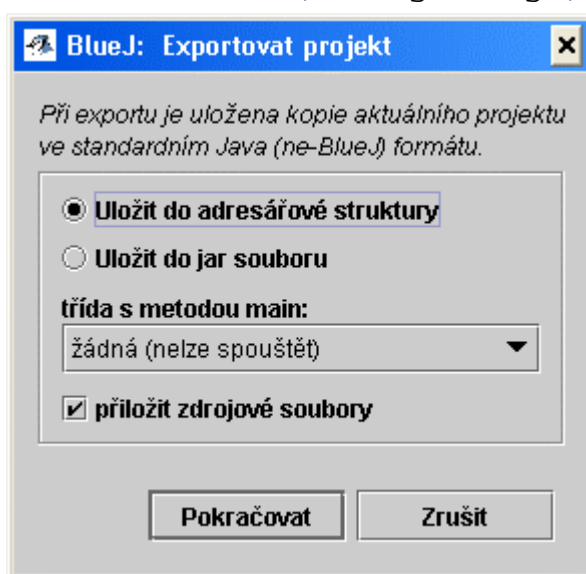 BlueJ: Exportovat projekt
Při exportu je uložena kopie aktuálního projektu
ve standardním Java (ne-BlueJ) formátu.
Uložit do adresářové struktury
Uložit do jar souboru
třída s metodou main:
žádná (nelze spouštět)
přiložit zdrojové soubory
Pokračovat
Zrušit